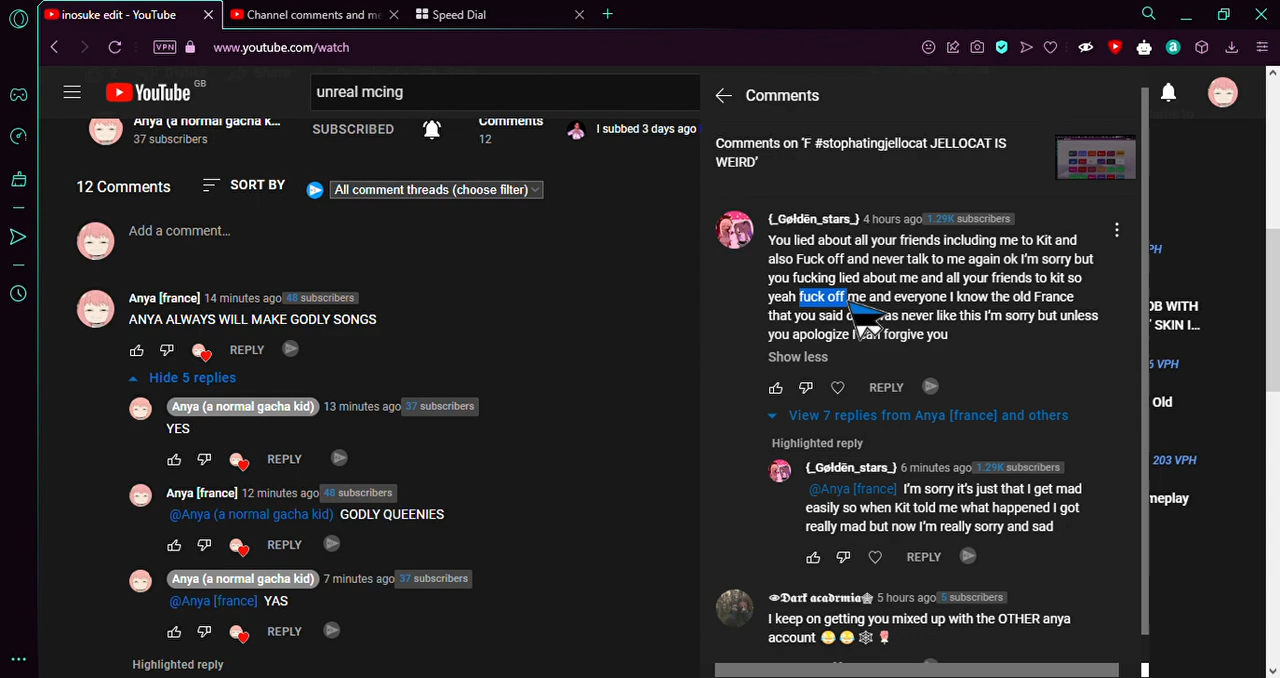 inosuke edit - YouTube
Channel comments and me
Speed Dial
VPN
www.youtube.com/watch
YouTube GB
unreal mcing
Anya (a normal gacha k...
37 subscribers
SUBSCRIBED
Comments
12
I subbed 3 days ago
12 Comments
SORT BY
All comment threads (choose filter)
Add a comment...
Anya [france] 14 minutes ago 48 subscribers
ANYA ALWAYS WILL MAKE GODLY SONGS
REPLY
Hide 5 replies
Anya (a normal gacha kid) 13 minutes ago 37 subscribers
YES
REPLY
Anya [france] 12 minutes ago 48 subscribers
@Anya (a normal gacha kid) GODLY QUEENIES
REPLY
Anya (a normal gacha kid) 7 minutes ago 37 subscribers
@Anya [france] YAS
REPLY
Highlighted reply
Comments
Comments on 'F #stophatingjellocat JELLOCAT IS
WEIRD'
{_Gøłdēn_stars_} 4 hours ago 1.29K subscribers
You lied about all your friends including me to Kit and
also Fuck off and never talk to me again ok I'm sorry but
you fucking lied about me and all your friends to kit so
yeah fuck off me and everyone I know the old France
that you said never like this I'm sorry but unless
you apologize I forgive you
Show less
REPLY
View 7 replies from Anya [france] and others
Highlighted reply
{_Gøłdēn_stars_} 6 minutes ago 1.29K subscribers
@Anya [france] I'm sorry it's just that I get mad
easily so when Kit told me what happened I got
really mad but now I'm really sorry and sad
REPLY
👁𝕯𝖆𝖗𝖐 𝖆𝖈𝖆𝖉𝖗𝖒𝖎𝖆 5 hours ago 5 subscribers
I keep on getting you mixed up with the OTHER anya
account
PH
OB WITH
' SKIN I...
6 VPH
Old
203 VPH
neplay